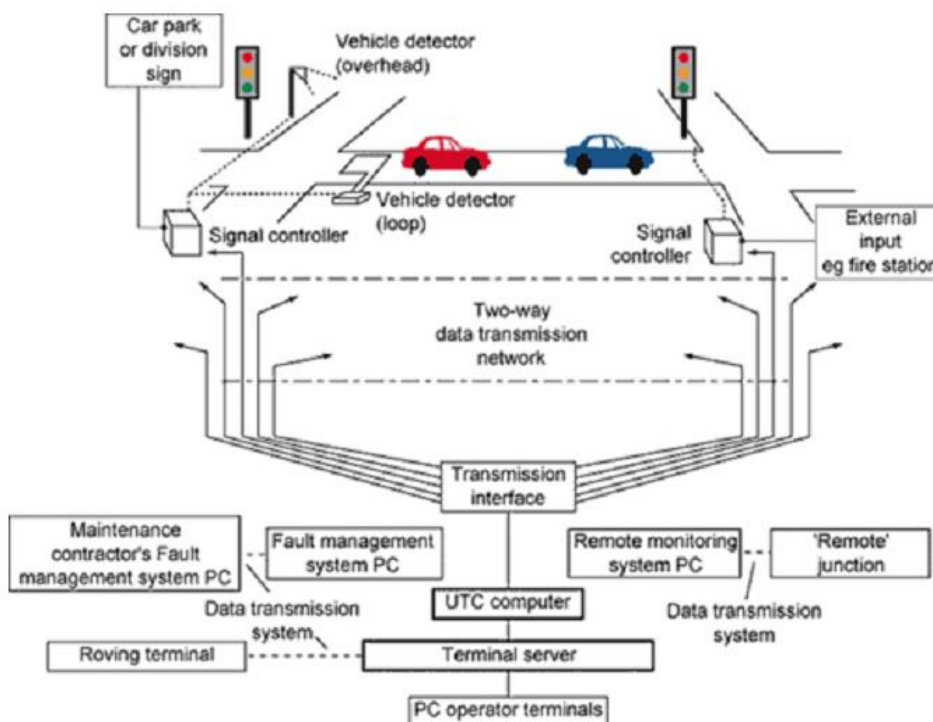 Car park
or division
sign
Vehicle detector
(overhead)
Vehicle detector
(loop)
Signal controller
Signal
controller
External
input
eg fire station
Two-way
data transmission
network
Transmission
interface
Maintenance
contractor's Fault
management system PC
Fault management
system PC
Remote monitoring
system PC
'Remote'
junction
Data transmission
system
UTC computer
Data transmission
system
Roving terminal
Terminal server
PC operator terminals